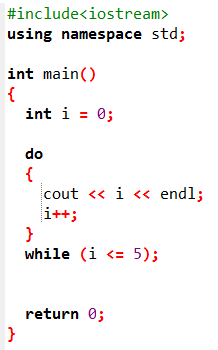 #include<iostream>
using namespace std;
int main()
{
int i = 0;
do
{
cout << i << endl;
i++;
}
while (i <= 5);
return 0;
}